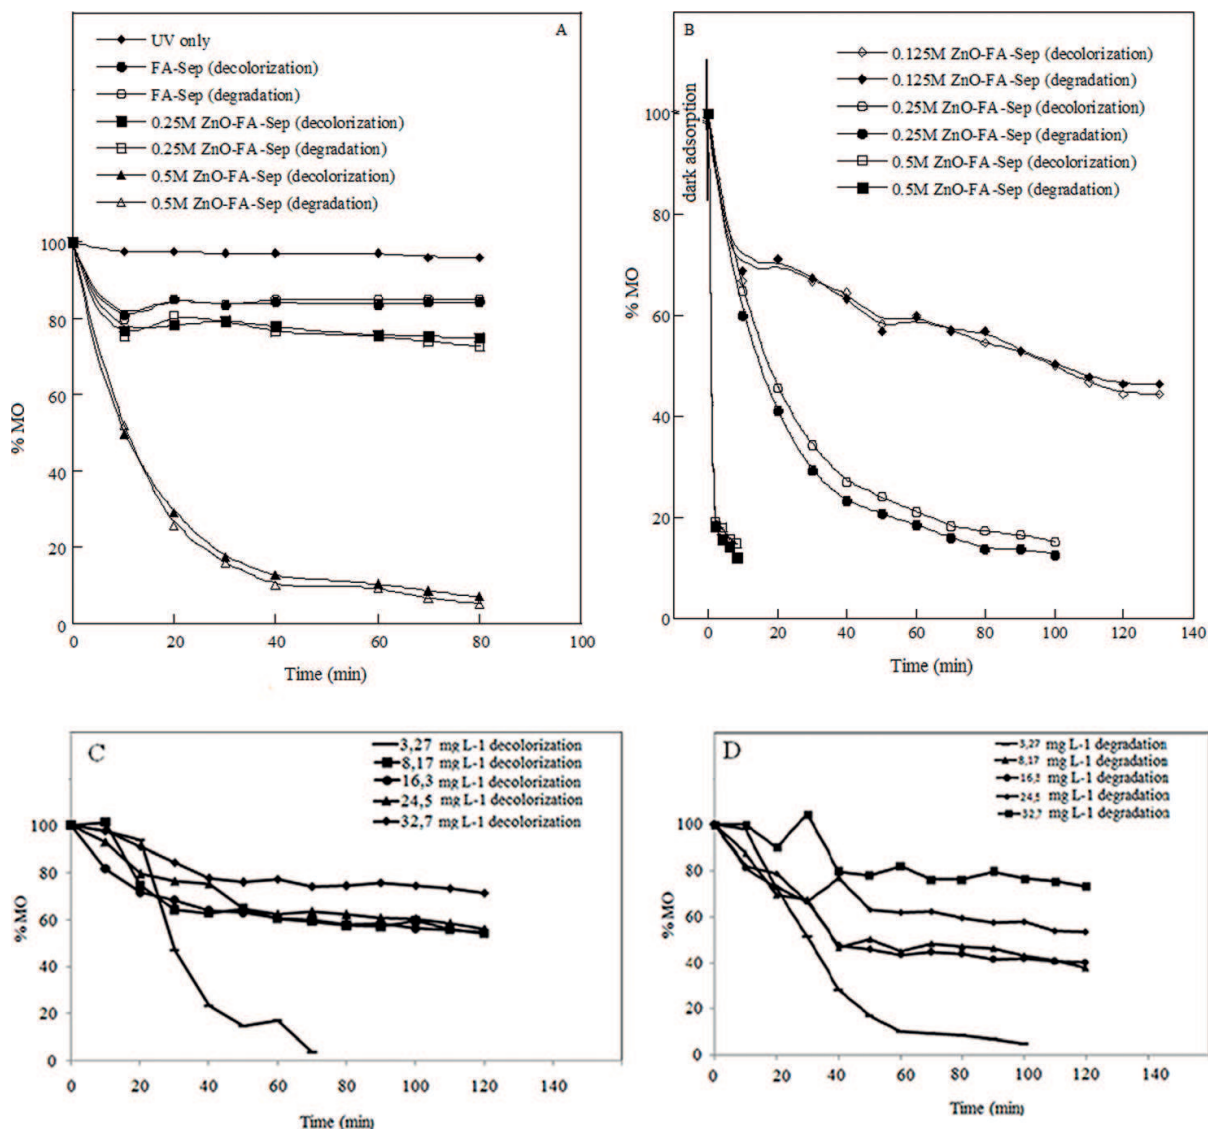 A
UV only
FA-Sep (decolorization)
FA-Sep (degradation)
0.25M ZnO-FA-Sep (decolorization)
0.25M ZnO-FA-Sep (degradation)
0.5M ZnO-FA-Sep (decolorization)
0.5M ZnO-FA-Sep (degradation)
100
80
60
40
20
0
% MO
20 40 60 80 100
Time (min)
B
0.125M ZnO-FA-Sep (decolorization)
0.125M ZnO-FA-Sep (degradation)
0.25M ZnO-FA-Sep (decolorization)
0.25M ZnO-FA-Sep (degradation)
0.5M ZnO-FA-Sep (decolorization)
0.5M ZnO-FA-Sep (degradation)
dark adsorption
100
80
60
40
20
0
% MO
0 20 40 60 80 100 120 140
Time (min)
C
3,27 mg L-1 decolorization
8,17 mg L-1 decolorization
16,3 mg L-1 decolorization
24,5 mg L-1 decolorization
32,7 mg L-1 decolorization
100
80
60
40
20
0
%MO
0 20 40 60 80 100 120 140
Time (min)
D
3,27 mg L-1 degradation
8,17 mg L-1 degradation
16,3 mg L-1 degradation
24,5 mg L-1 degradation
32,7 mg L-1 degradation
100
80
60
40
20
0
%MO
0 20 40 60 80 100 120 140
Time (min)